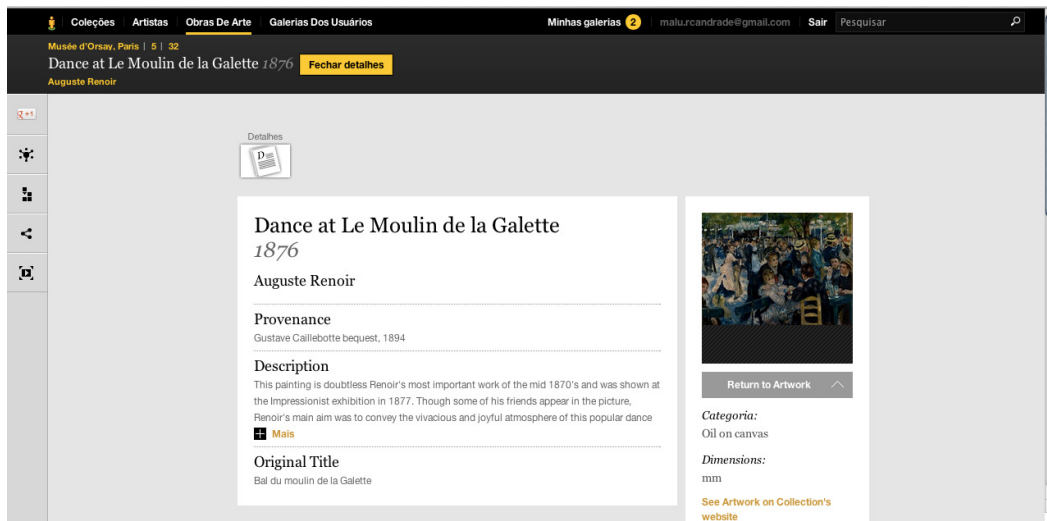 Coleções Artistas Obras De Arte Galerias Dos Usuários Minhas galerias 2 malu.rcandrade@gmail.com Sair Pesquisar
Musée d'Orsay, Paris | 5 | 32
Dance at Le Moulin de la Galette 1876 Fechar detalhes
Auguste Renoir
+1
Detalhes
D
Dance at Le Moulin de la Galette
1876
Auguste Renoir
Provenance
Gustave Caillebotte bequest, 1894
Description
This painting is doubtless Renoir's most important work of the mid 1870's and was shown at
the Impressionist exhibition in 1877. Though some of his friends appear in the picture,
Renoir's main aim was to convey the vivacious and joyful atmosphere of this popular dance
Mais
Original Title
Bal du moulin de la Galette
Return to Artwork
Categoria:
Oil on canvas
Dimensions:
mm
See Artwork on Collection's
website